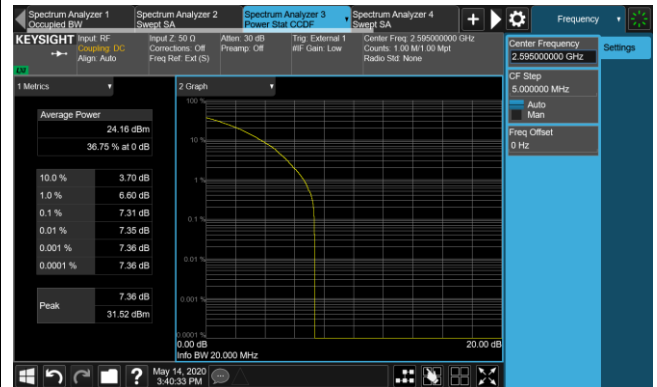 Spectrum Analyzer 1
Occupied BW
Spectrum Analyzer 2
Swept SA
Spectrum Analyzer 3
Power Stat CCDF
Spectrum Analyzer 4
Swept SA
Frequency
KEYSIGHT
Input: RF
Coupling: DC
Align: Auto
Input Z: 50 Ω
Corrections: Off
Freq Ref: Ext (S)
Atten: 30 dB
Preamp: Off
Trig: External 1
#IF Gain: Low
Center Freq: 2.595000000 GHz
Counts: 1.00 M/1.00 Mpt
Radio Std: None
Center Frequency
2.595000000 GHz
Settings
CF Step
5.000000 MHz
Auto
Man
Freq Offset
0 Hz
1 Metrics
2 Graph
Average Power
24.16 dBm
36.75 % at 0 dB
10.0 % 3.70 dB
1.0 % 6.60 dB
0.1 % 7.31 dB
0.01 % 7.35 dB
0.001 % 7.36 dB
0.0001 % 7.36 dB
Peak
7.36 dB
31.52 dBm
100 %
10 %
1 %
0.1 %
0.01 %
0.001 %
0.0001 %
0.00 dB
20.00 dB
Info BW 20.000 MHz
?
May 14, 2020
3:40:33 PM